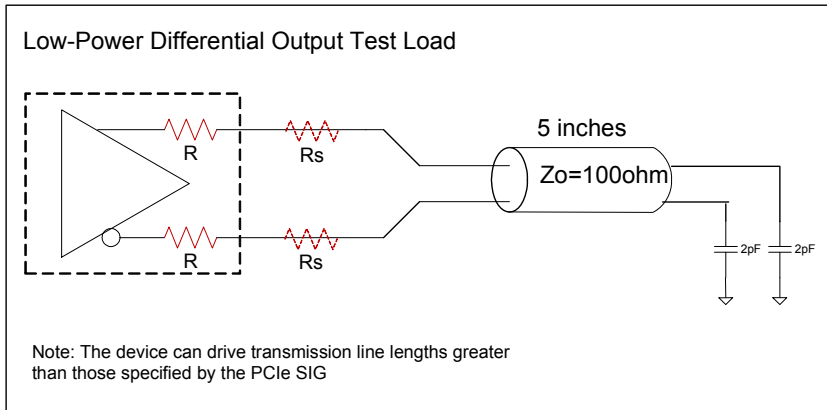 Low-Power Differential Output Test Load
R
Rs
5 inches
Zo=100ohm
R
Rs
2pF
2pF
Note: The device can drive transmission line lengths greater
than those specified by the PCIe SIG